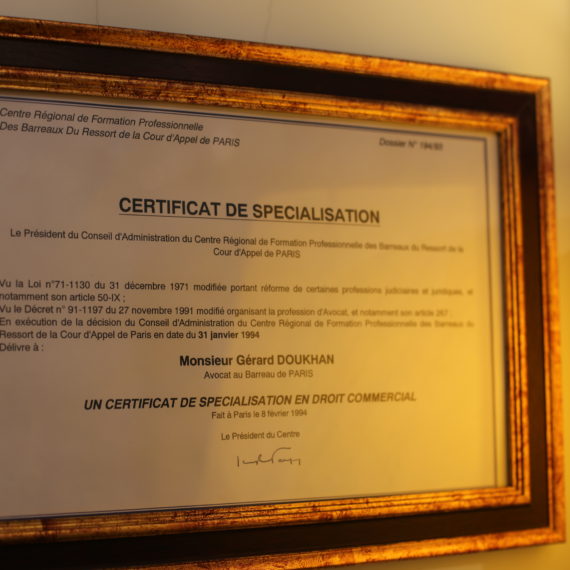 Centre Régional de Formation Professionnelle
Des Barreaux Du Ressort de la Cour d'Appel de PARIS
Dossier N° 184/93
CERTIFICAT DE SPECIALISATION
Le Président du Conseil d'Administration du Centre Régional de Formation Professionnelle des Barreaux du Ressort de la
Cour d'Appel de PARIS
Vu la Loi n°71-1130 du 31 décembre 1971 modifiée portant réforme de certaines professions judiciaires et juridiques, et
notamment son article 50-IX ;
Vu le Décret n° 91-1197 du 27 novembre 1991 modifié organisant la profession d'Avocat, et notamment son article 267 .
En exécution de la décision du Conseil d'Administration du Centre Régional de Formation Professionnelle des Barreaux du
Ressort de la Cour d'Appel de Paris en date du 31 janvier 1994
Délivre à :
Monsieur Gérard DOUKHAN
Avocat au Barreau de PARIS
UN CERTIFICAT DE SPECIALISATION EN DROIT COMMERCIAL
Fait à Paris le 8 février 1994
Le Président du Centre